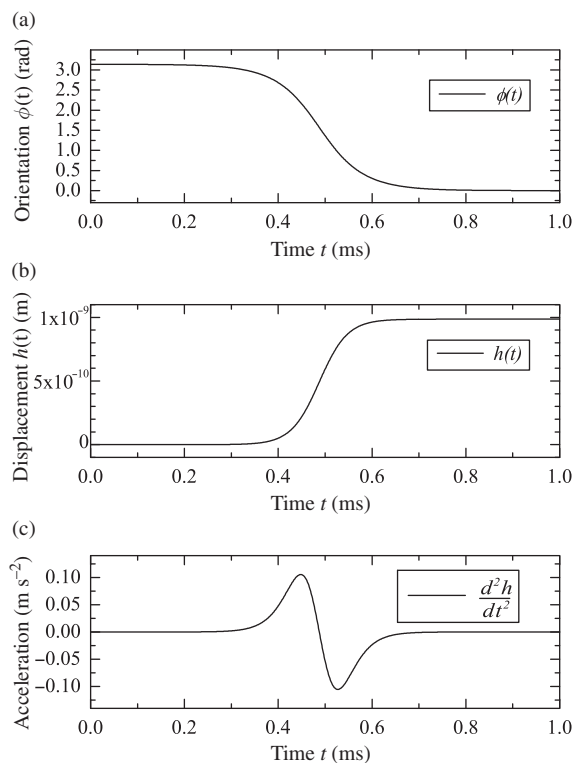 (a)
Orientation ϕ(t) (rad)
3.0
2.5
2.0
1.5
1.0
0.5
0.0
ϕ(t)
0.0 0.2 0.4 0.6 0.8 1.0
Time t (ms)
(b)
Displacement h(t) (m)
1x10⁻⁹
5x10⁻¹⁰
0
h(t)
0.0 0.2 0.4 0.6 0.8 1.0
Time t (ms)
(c)
Acceleration (m s⁻²)
0.10
0.05
0.00
−0.05
−0.10
d²h
dt²
0.0 0.2 0.4 0.6 0.8 1.0
Time t (ms)